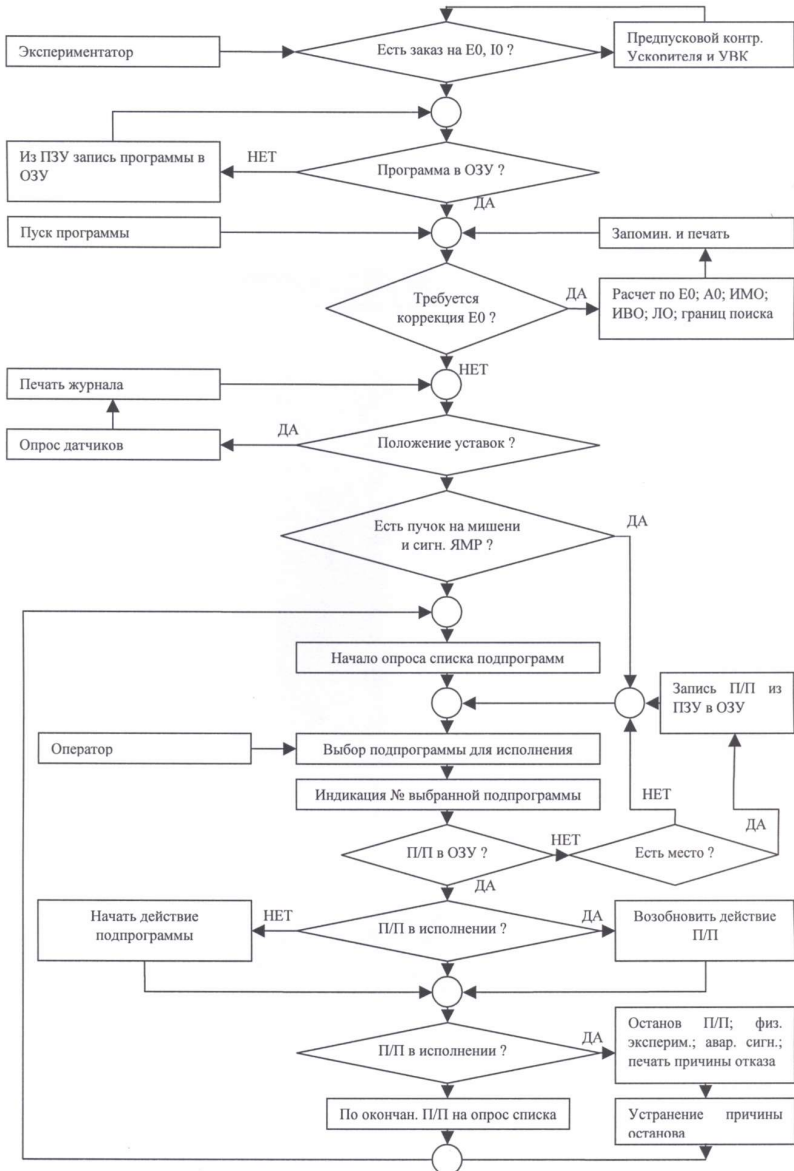 Экспериментатор
Есть заказ на E0, I0 ?
Предпусковой контр.
Ускорителя и УВК
Из ПЗУ запись программы в
ОЗУ
НЕТ
Программа в ОЗУ ?
ДА
Пуск программы
Запомин. и печать
Требуется
коррекция E0 ?
ДА
Расчет по E0; A0; ИМО;
ИВО; ЛО; границ поиска
НЕТ
Печать журнала
Опрос датчиков
ДА
Положение уставок ?
Есть пучок на мишени
и сигн. ЯМР ?
ДА
Начало опроса списка подпрограмм
Запись П/П из
ПЗУ в ОЗУ
Оператор
Выбор подпрограммы для исполнения
Индикация № выбранной подпрограммы
НЕТ
ДА
П/П в ОЗУ ?
НЕТ
Есть место ?
ДА
Начать действие
подпрограммы
НЕТ
П/П в исполнении ?
ДА
Возобновить действие
П/П
П/П в исполнении ?
ДА
Останов П/П; физ.
эксперим.; авар. сигн.;
печать причины отказа
По окончан. П/П на опрос списка
Устранение причины
останова